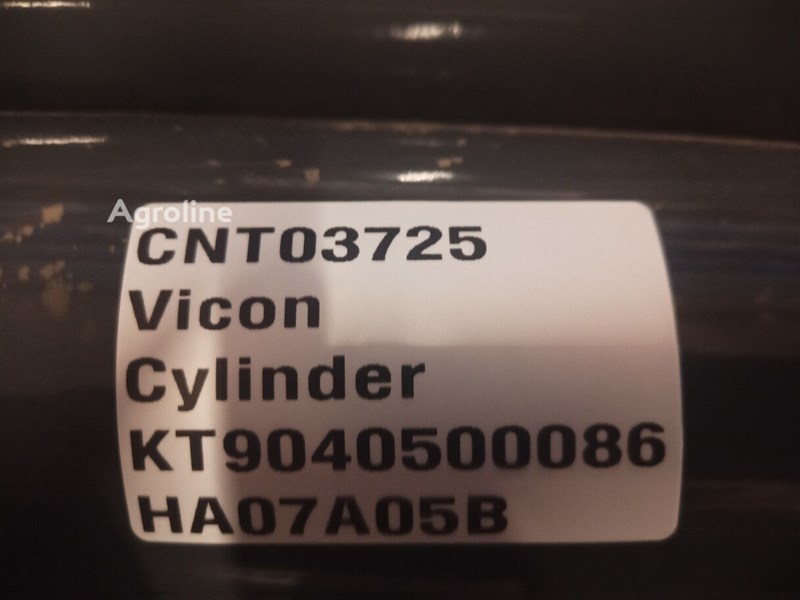 Agroline
CNT03725
Vicon
Cylinder
KT9040500086
HA07A05B